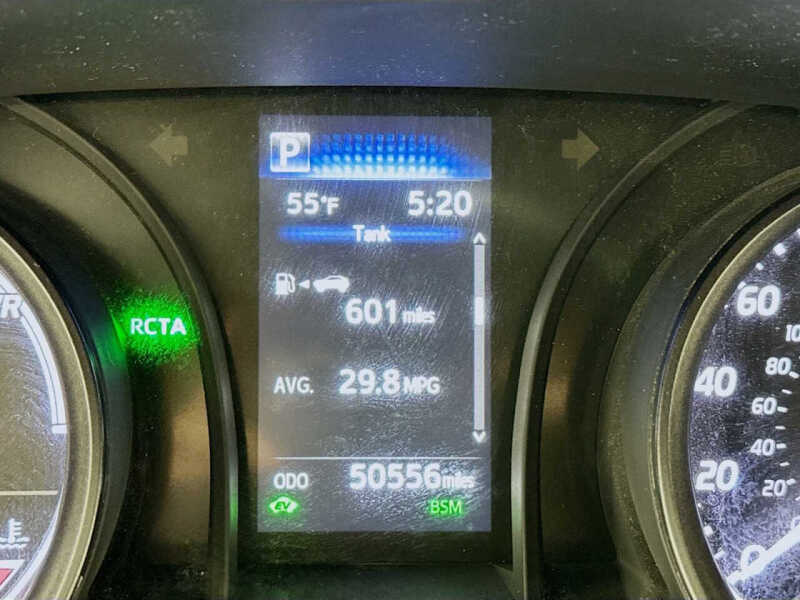 P
55°F 5:20
Tank
601 miles
RCTA
AVG. 29.8 MPG
ODO 50556 miles
EV BSM
60
40
20
0
80
60
40
20